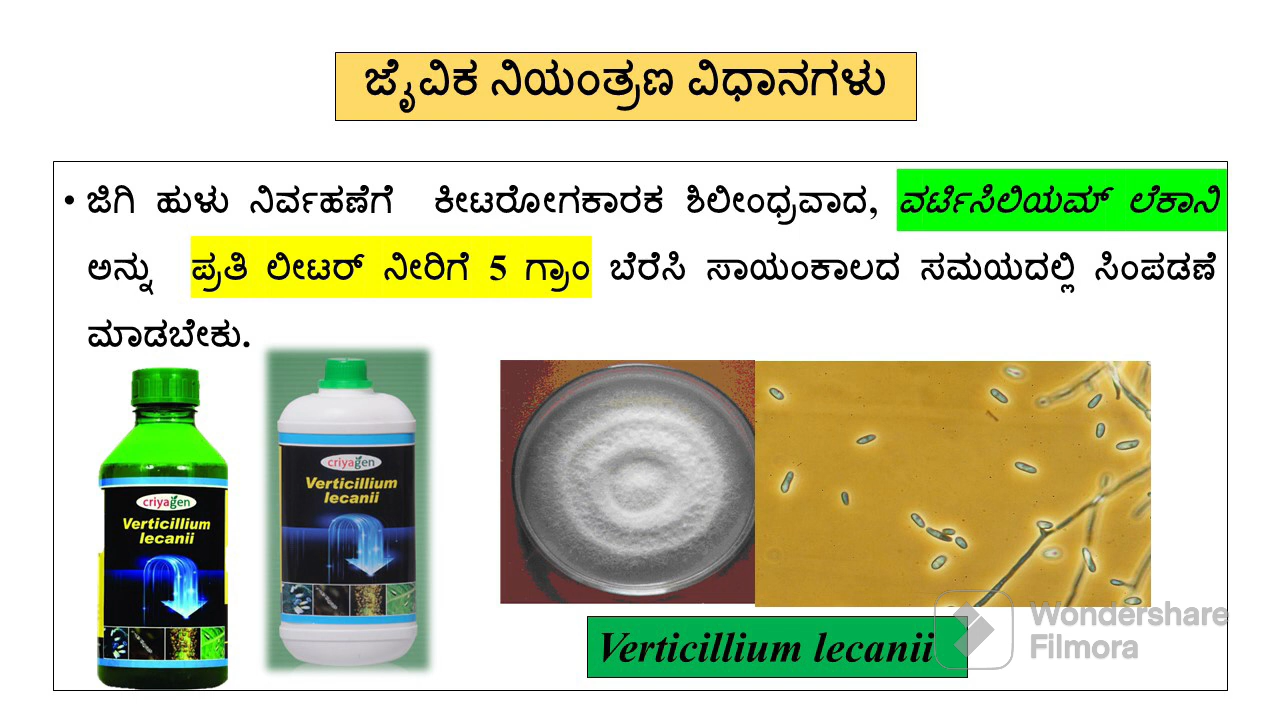 ಜೈವಿಕ ನಿಯಂತ್ರಣ ವಿಧಾನಗಳು
• ಜಿಗಿ ಹುಳು ನಿರ್ವಹಣೆಗೆ ಕೀಟರೋಗಕಾರಕ ಶಿಲೀಂಧ್ರವಾದ, ವರ್ಟಿಸಿಲಿಯಮ್ ಲೆಕಾನಿ
ಅನ್ನು ಪ್ರತಿ ಲೀಟರ್ ನೀರಿಗೆ 5 ಗ್ರಾಂ ಬೆರೆಸಿ ಸಾಯಂಕಾಲದ ಸಮಯದಲ್ಲಿ ಸಿಂಪಡಣೆ
ಮಾಡಬೇಕು.
criyagen
Verticillium
lecanii
criyagen
Verticillium
lecanii
Verticillium lecanii
Wondershare
Filmora